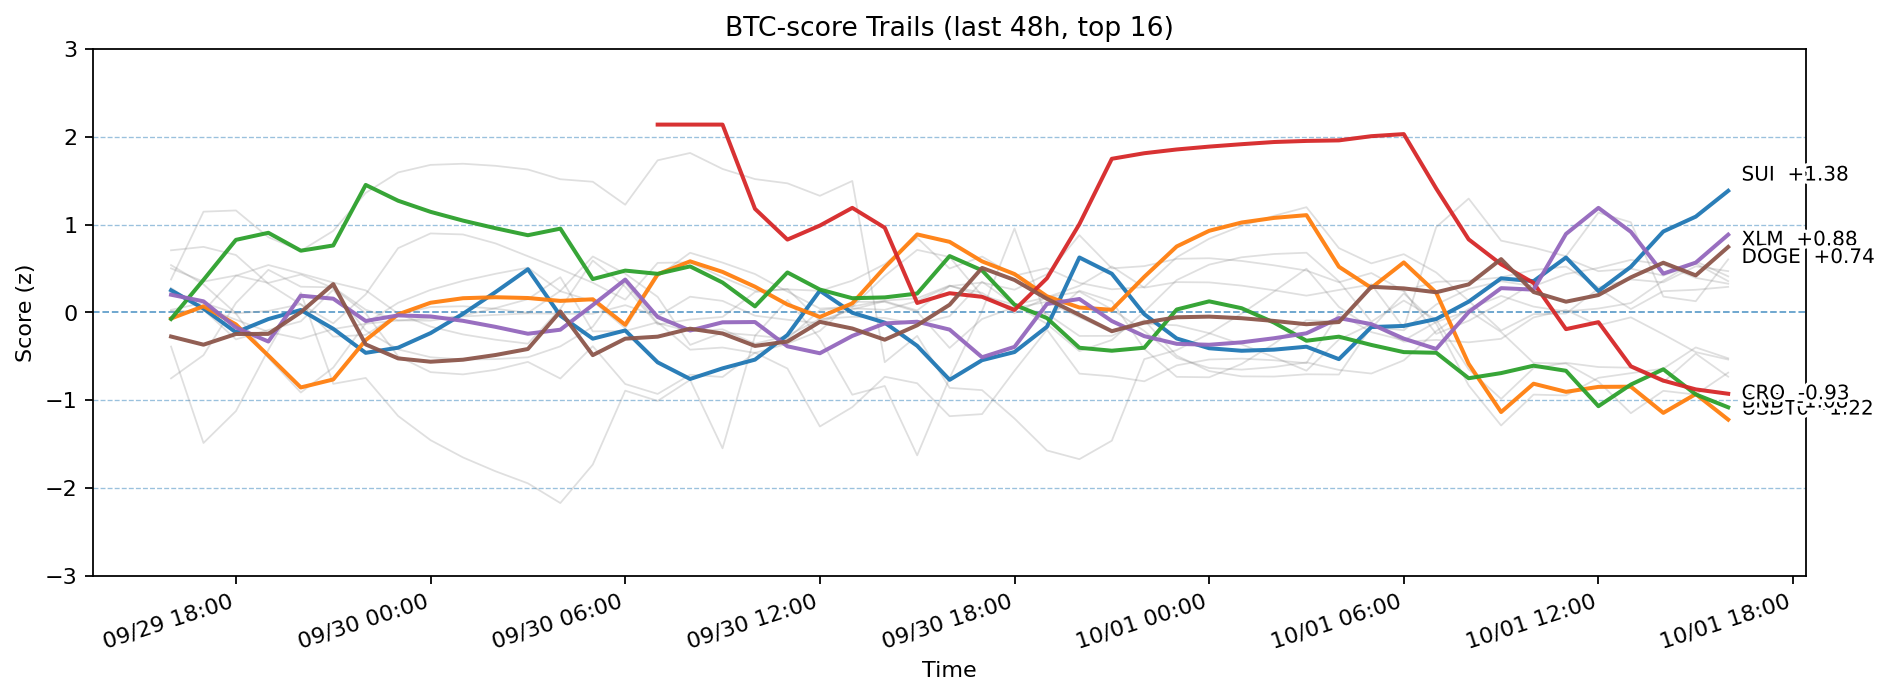 BTC-score Trails (last 48h, top 16)
Score (z)
3
2
1
0
−1
−2
−3
SUI +1.38
XLM +0.88
DOGE +0.74
CRO -0.93
09/29 18:00
09/30 00:00
09/30 06:00
09/30 12:00
09/30 18:00
10/01 00:00
10/01 06:00
10/01 12:00
10/01 18:00
Time